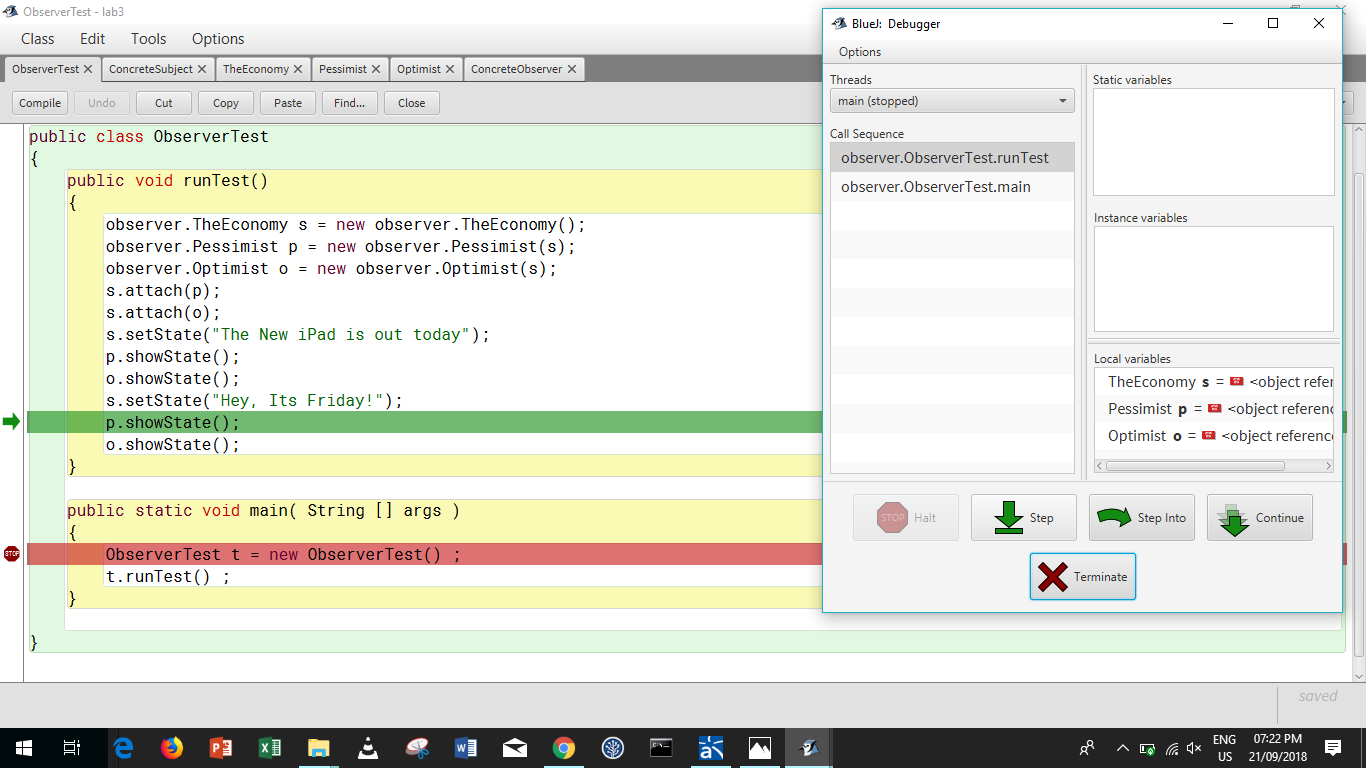 ObserverTest - lab3
Class Edit Tools Options
ObserverTest ConcreteSubject TheEconomy Pessimist Optimist ConcreteObserver
Compile Undo Cut Copy Paste Find... Close
public class ObserverTest
{
public void runTest()
{
observer.TheEconomy s = new observer.TheEconomy();
observer.Pessimist p = new observer.Pessimist(s);
observer.Optimist o = new observer.Optimist(s);
s.attach(p);
s.attach(o);
s.setState("The New iPad is out today");
p.showState();
o.showState();
s.setState("Hey, Its Friday!");
p.showState();
o.showState();
}
public static void main( String [] args )
{
STOP
ObserverTest t = new ObserverTest() ;
t.runTest() ;
}
}
saved
BlueJ: Debugger
Options
Threads
main (stopped)
Call Sequence
observer.ObserverTest.runTest
observer.ObserverTest.main
Static variables
Instance variables
Local variables
TheEconomy s = <object refer
Pessimist p = <object referenc
Optimist o = <object reference
STOP Halt Step Step Into Continue
Terminate
ENG
US
07:22 PM
21/09/2018